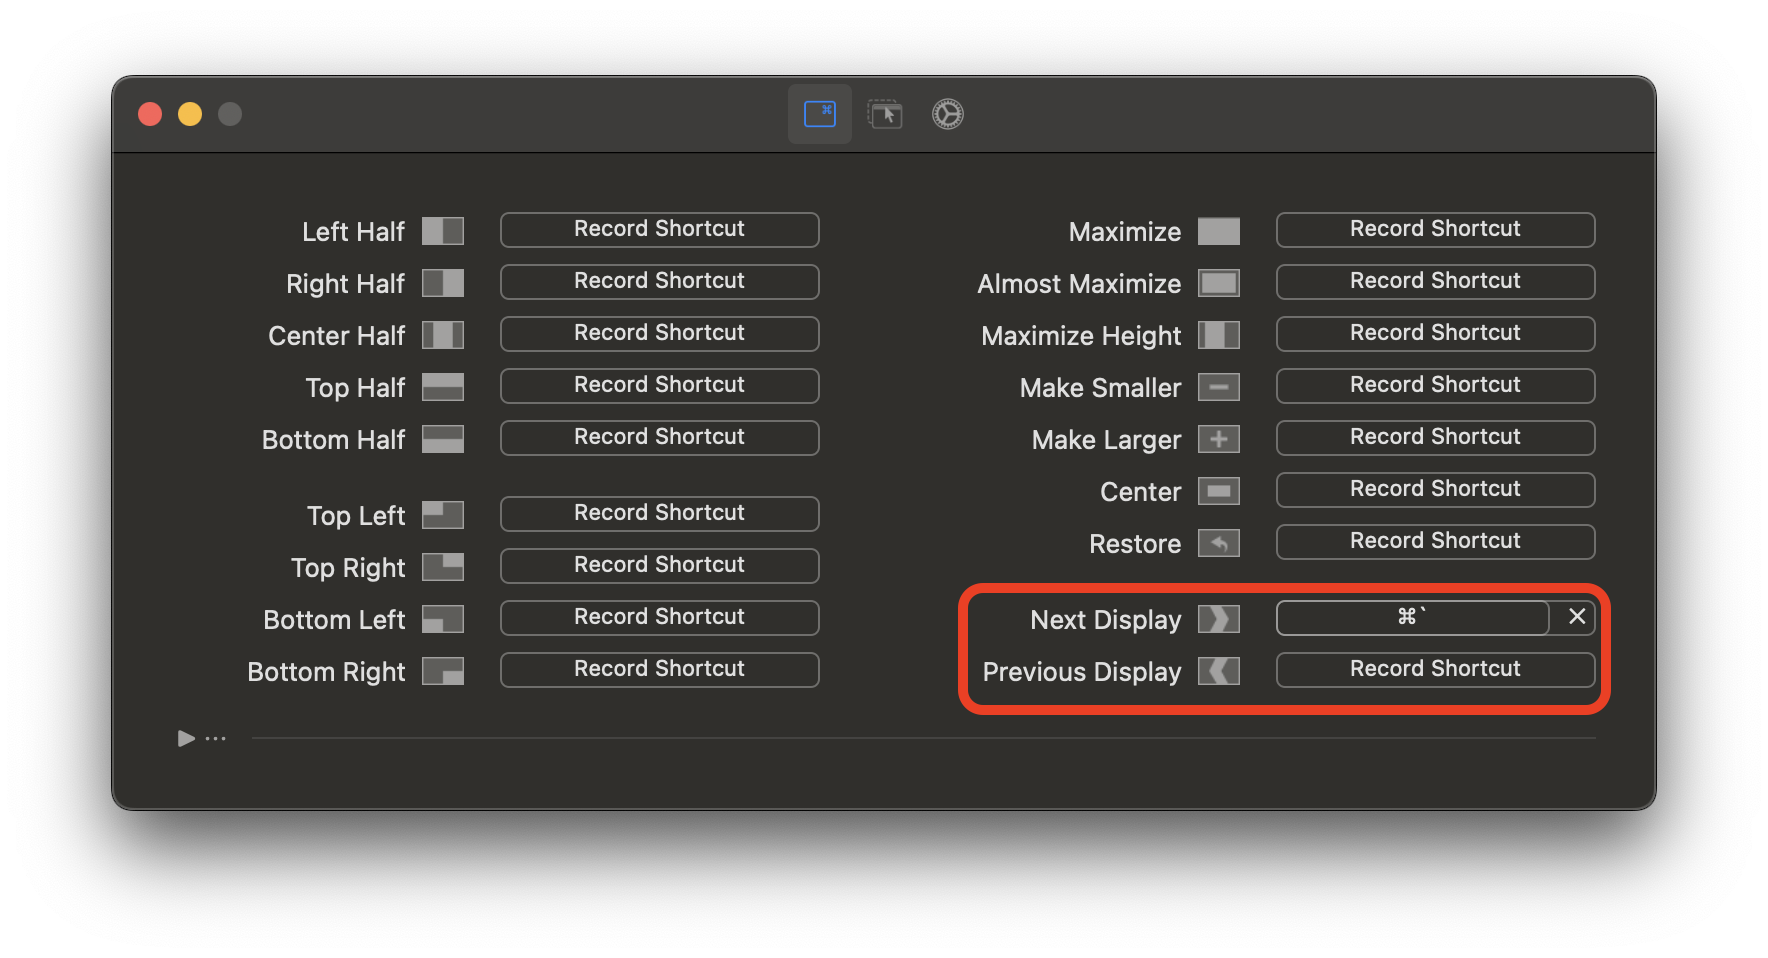 Left Half Record Shortcut
Right Half Record Shortcut
Center Half Record Shortcut
Top Half Record Shortcut
Bottom Half Record Shortcut
Top Left Record Shortcut
Top Right Record Shortcut
Bottom Left Record Shortcut
Bottom Right Record Shortcut
Maximize Record Shortcut
Almost Maximize Record Shortcut
Maximize Height Record Shortcut
Make Smaller Record Shortcut
Make Larger Record Shortcut
Center Record Shortcut
Restore Record Shortcut
Next Display ⌘`
Previous Display Record Shortcut